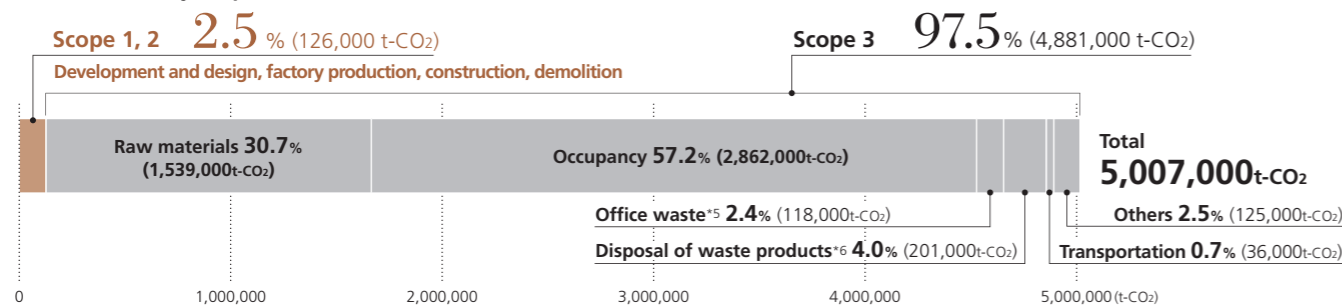 Scope 1, 2 2.5 % (126,000 t-CO2)
Scope 3 97.5% (4,881,000 t-CO2)
Development and design, factory production, construction, demolition
Raw materials 30.7%
(1,539,000t-CO2)
Occupancy 57.2% (2,862,000t-CO2)
Total
5,007,000t-CO2
Office waste*5 2.4% (118,000t-CO2)
Others 2.5% (125,000t-CO2)
Disposal of waste products*6 4.0% (201,000t-CO2)
Transportation 0.7% (36,000t-CO2)
0 1,000,000 2,000,000 3,000,000 4,000,000 5,000,000 (t-CO2)